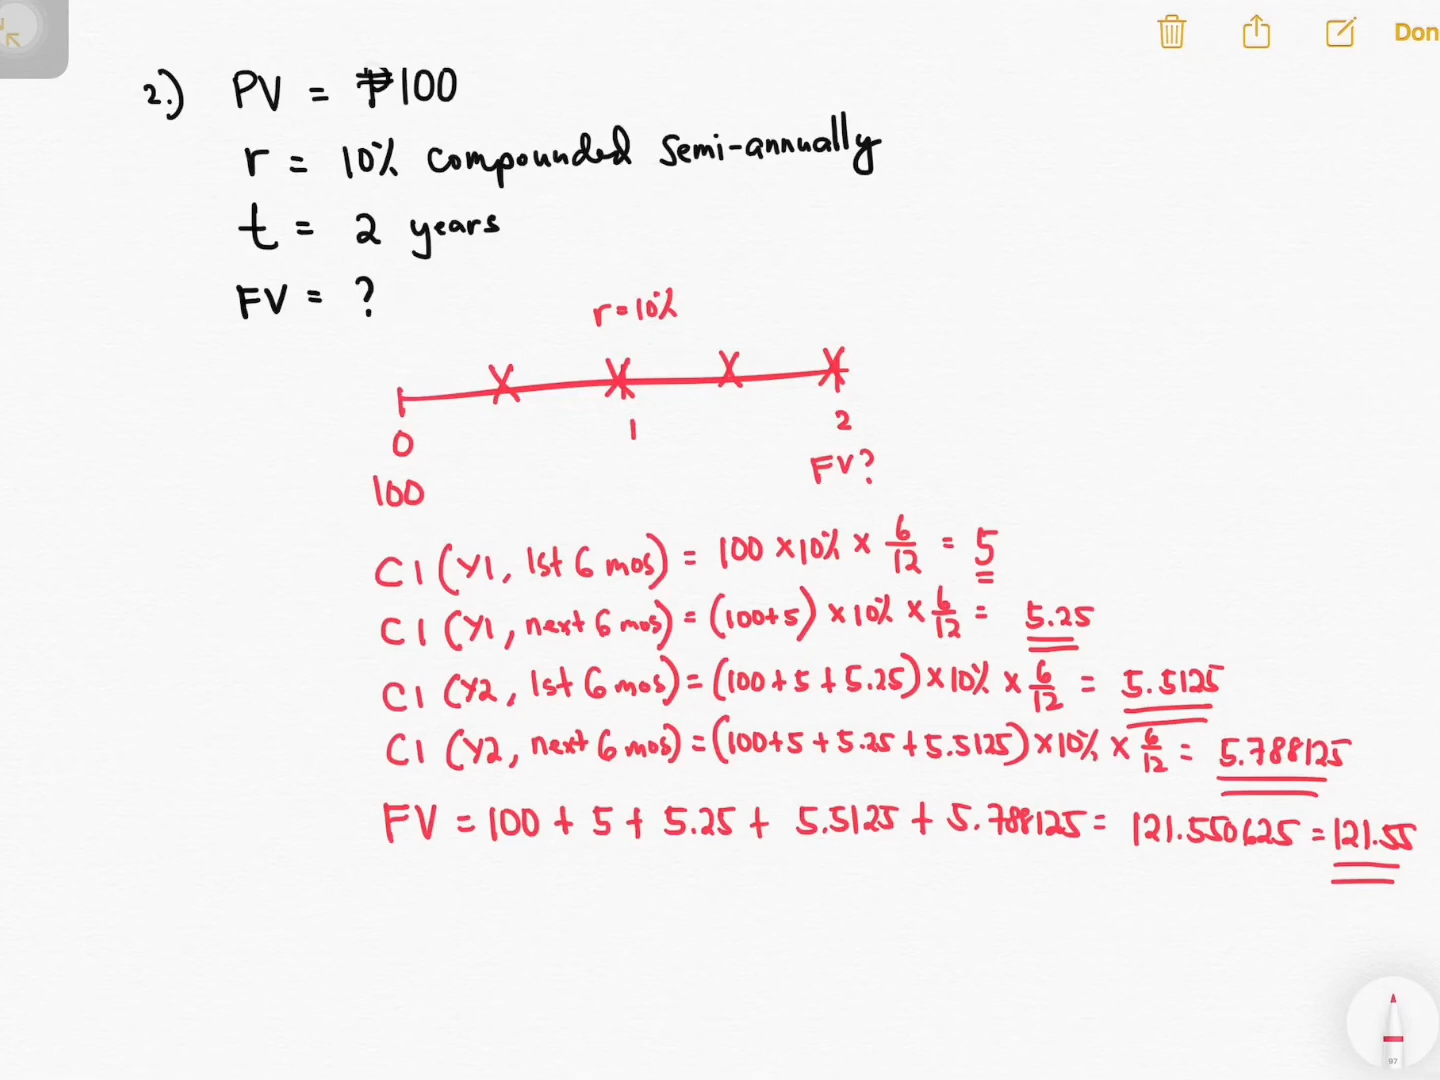 Don
2.) PV = ₱100
r = 10% compounded semi-annually
t = 2 years
FV = ?
r = 10%
0 1 2
100 FV?
CI (Y1, 1st 6 mos) = 100 × 10% × 6/12 = 5
CI (Y1, next 6 mos) = (100+5) × 10% × 6/12 = 5.25
CI (Y2, 1st 6 mos) = (100 + 5 + 5.25) × 10% × 6/12 = 5.5125
CI (Y2, next 6 mos) = (100+5 + 5.25 + 5.5125) × 10% × 6/12 = 5.788125
FV = 100 + 5 + 5.25 + 5.5125 + 5.788125 = 121.550625 = 121.55
97